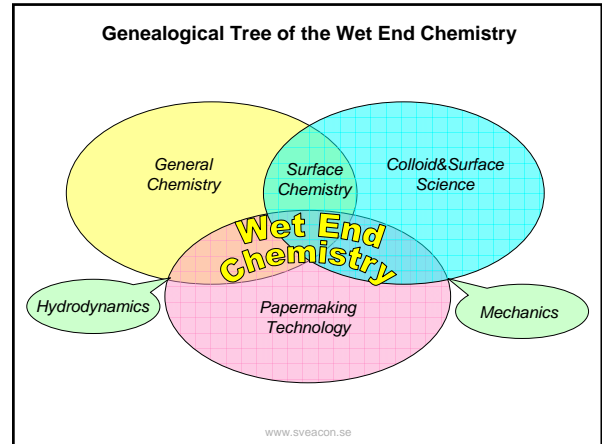 Genealogical Tree of the Wet End Chemistry
General
Chemistry
Surface
Chemistry
Colloid&Surface
Science
Wet End
Chemistry
Hydrodynamics
Papermaking
Technology
Mechanics
www.sveacon.se